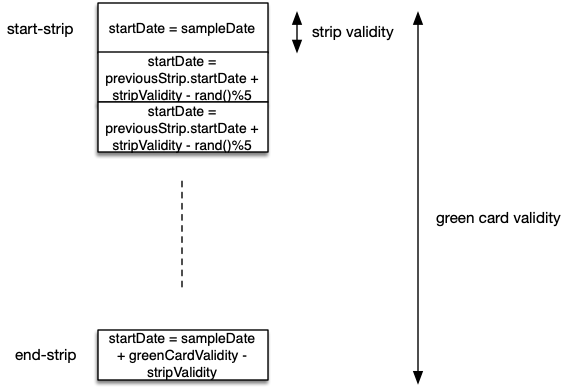 start-strip
startDate = sampleDate
strip validity
startDate =
previousStrip.startDate +
stripValidity - rand()%5
startDate =
previousStrip.startDate +
stripValidity - rand()%5
green card validity
end-strip
startDate = sampleDate
+ greenCardValidity -
stripValidity